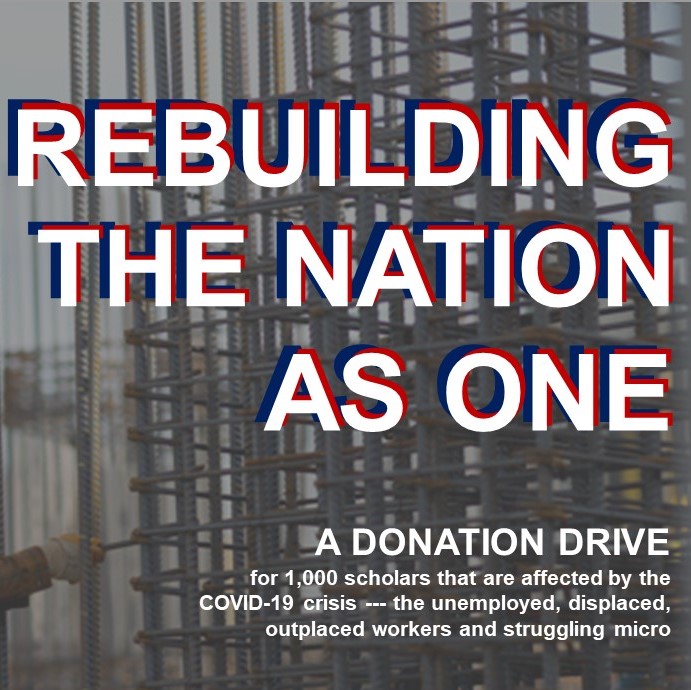 REBUILDING
THE NATION
AS ONE
A DONATION DRIVE
for 1,000 scholars that are affected by the
COVID-19 crisis --- the unemployed, displaced,
outplaced workers and struggling micro